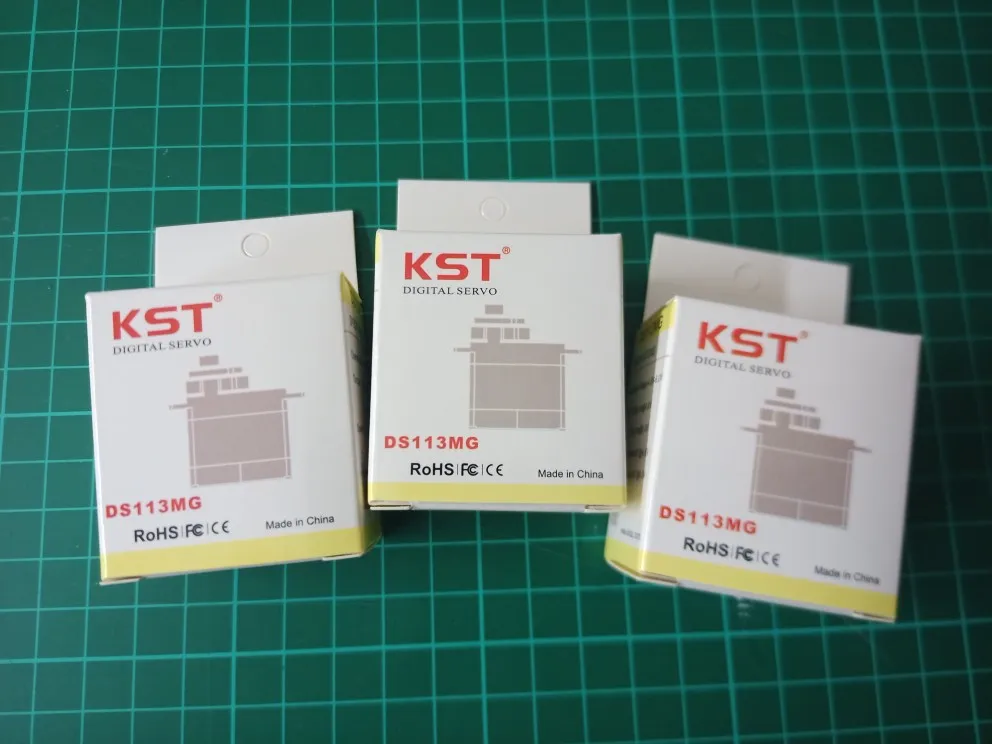 KST®
DIGITAL SERVO
DS113MG
RoHS FC CE
Made in China
KST®
DIGITAL SERVO
DS113MG
RoHS FC CE
Made in China
KST®
DIGITAL SERVO
DS113MG
RoHS FC CE
Made in China